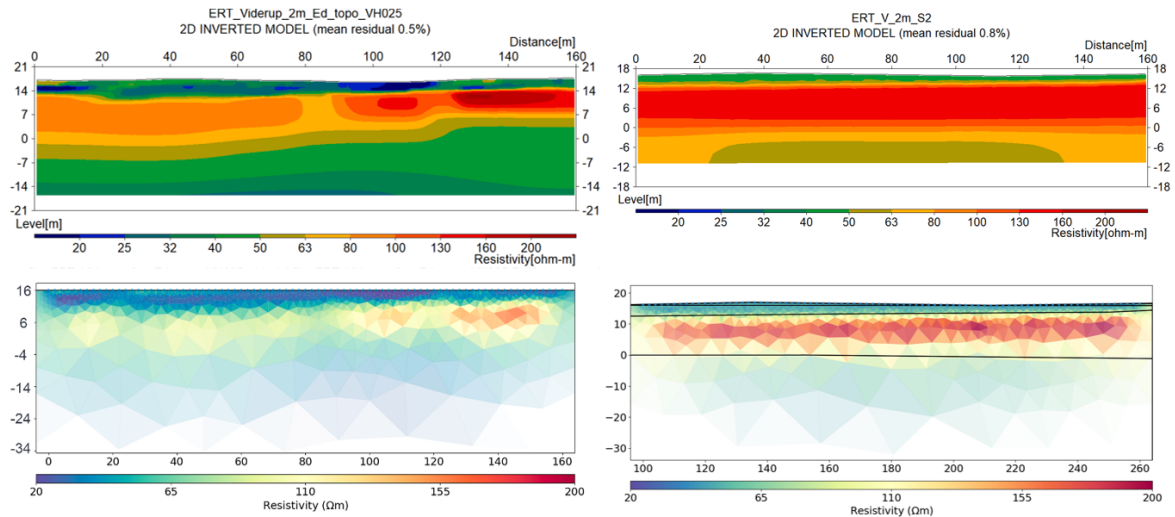 ERT_Viderup_2m_Ed_topo_VH025
2D INVERTED MODEL (mean residual 0.5%)
Distance[m]
0 20 40 60 80 100 120 140 160
21 21
14 14
7 7
0 0
-7 -7
-14 -14
-21 -21
Level[m]
20 25 32 40 50 63 80 100 130 160 200
Resistivity[ohm-m]
ERT_V_2m_S2
2D INVERTED MODEL (mean residual 0.8%)
Distance[m]
0 20 40 60 80 100 120 140 160
18 18
12 12
6 6
0 0
-6 -6
-12 -12
-18 -18
Level[m]
20 25 32 40 50 63 80 100 130 160 200
Resistivity[ohm-m]
16
6
−4
−14
−24
−34
0 20 40 60 80 100 120 140 164
20 65 110 155 200
Resistivity (Ωm)
20
10
0
−10
−20
−30
96 100 120 140 160 180 200 220 240 264
20 65 110 155 200
Resistivity (Ωm)